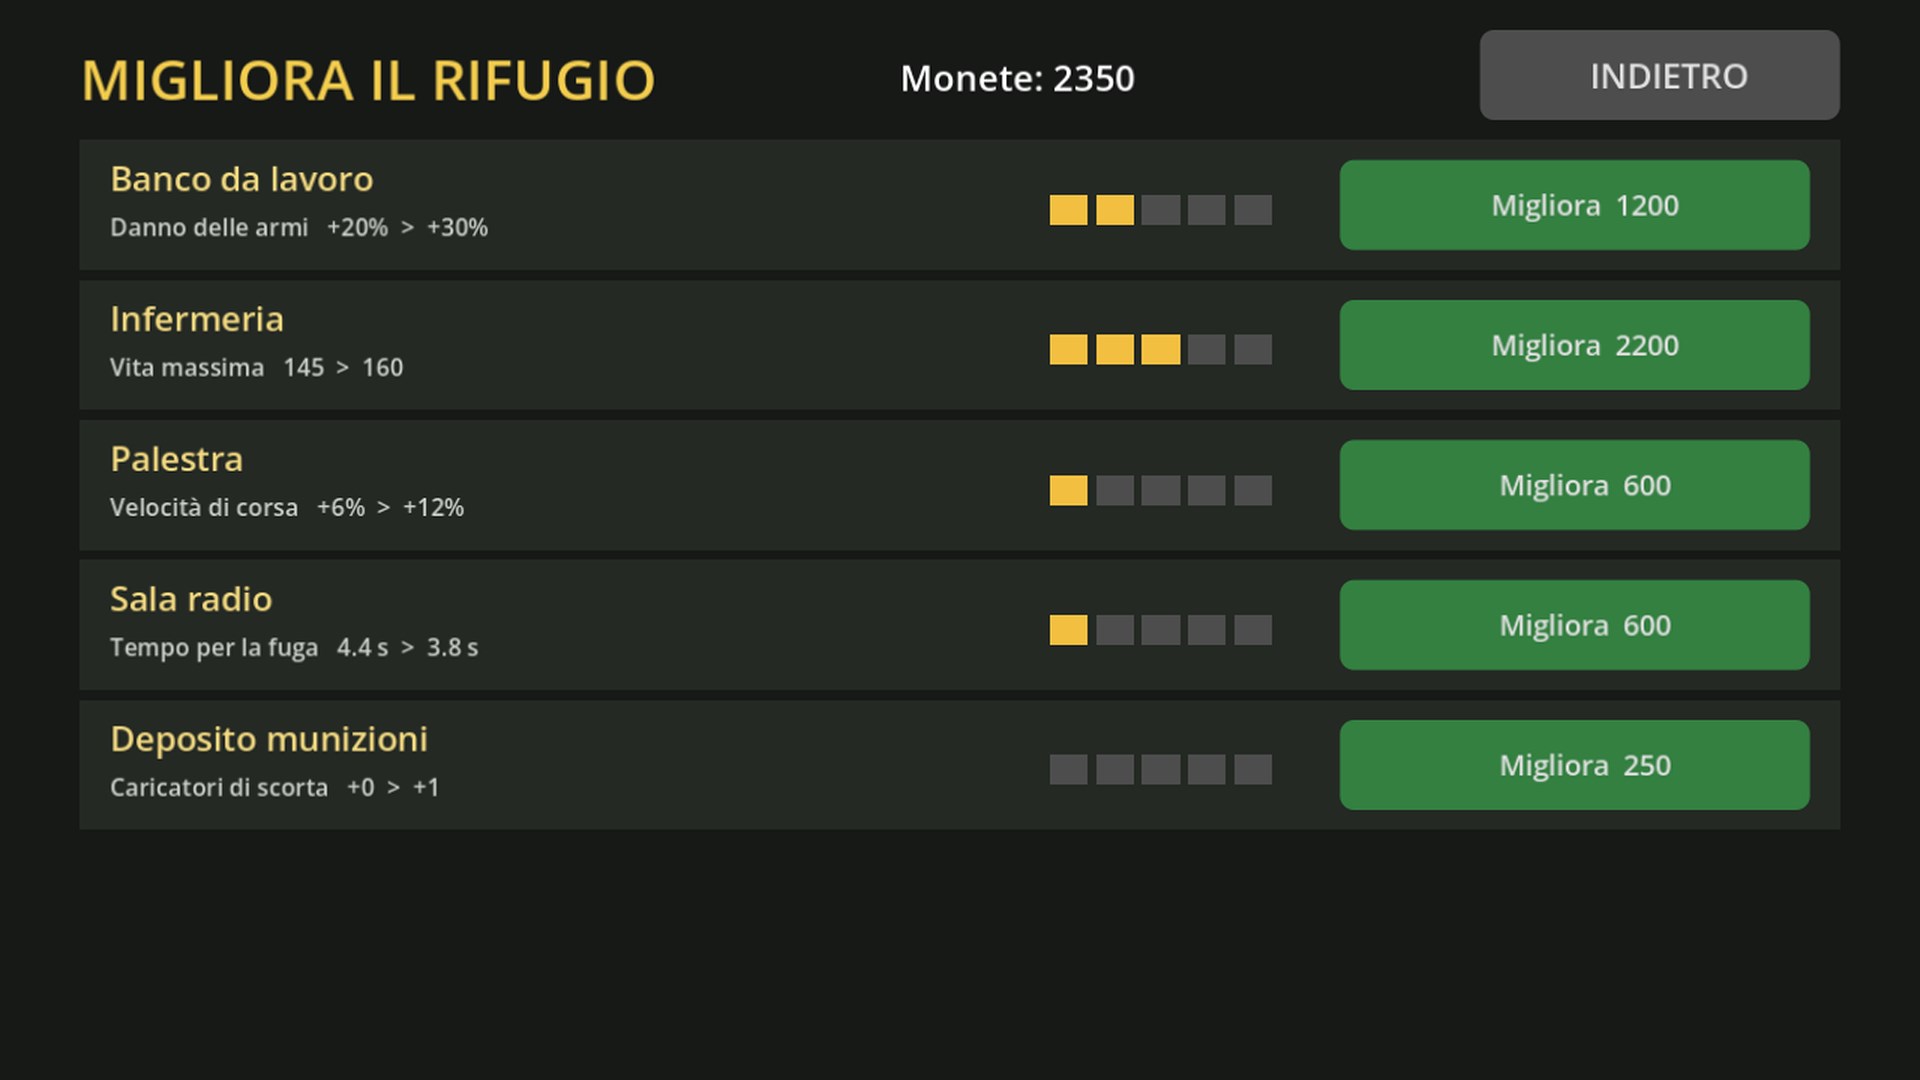 MIGLIORA IL RIFUGIO
Monete: 2350
INDIETRO
Banco da lavoro
Danno delle armi +20% > +30%
Migliora 1200
Infermeria
Vita massima 145 > 160
Migliora 2200
Palestra
Velocità di corsa +6% > +12%
Migliora 600
Sala radio
Tempo per la fuga 4.4 s > 3.8 s
Migliora 600
Deposito munizioni
Caricatori di scorta +0 > +1
Migliora 250